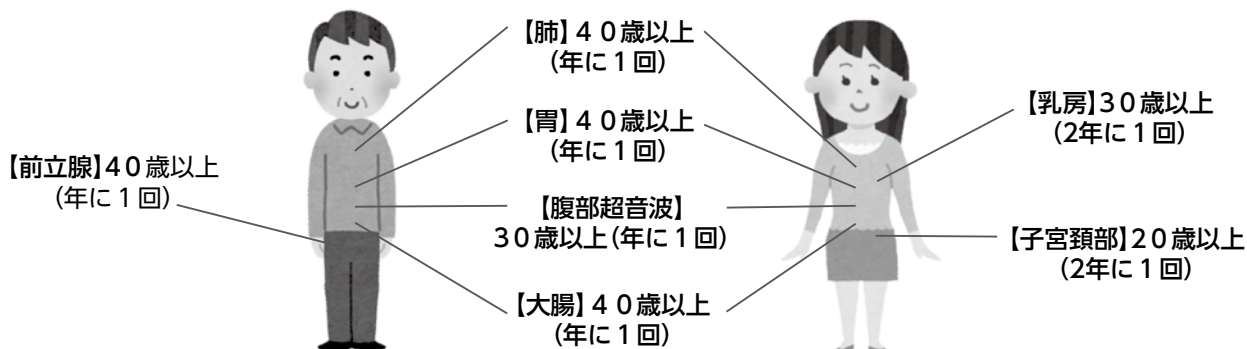 【肺】４０歳以上
(年に１回)
【胃】４０歳以上
(年に１回)
【乳房】３０歳以上
(2年に１回)
【前立腺】４０歳以上
(年に１回)
【腹部超音波】
３０歳以上(年に１回)
【子宮頚部】２０歳以上
(2年に１回)
【大腸】４０歳以上
(年に１回)